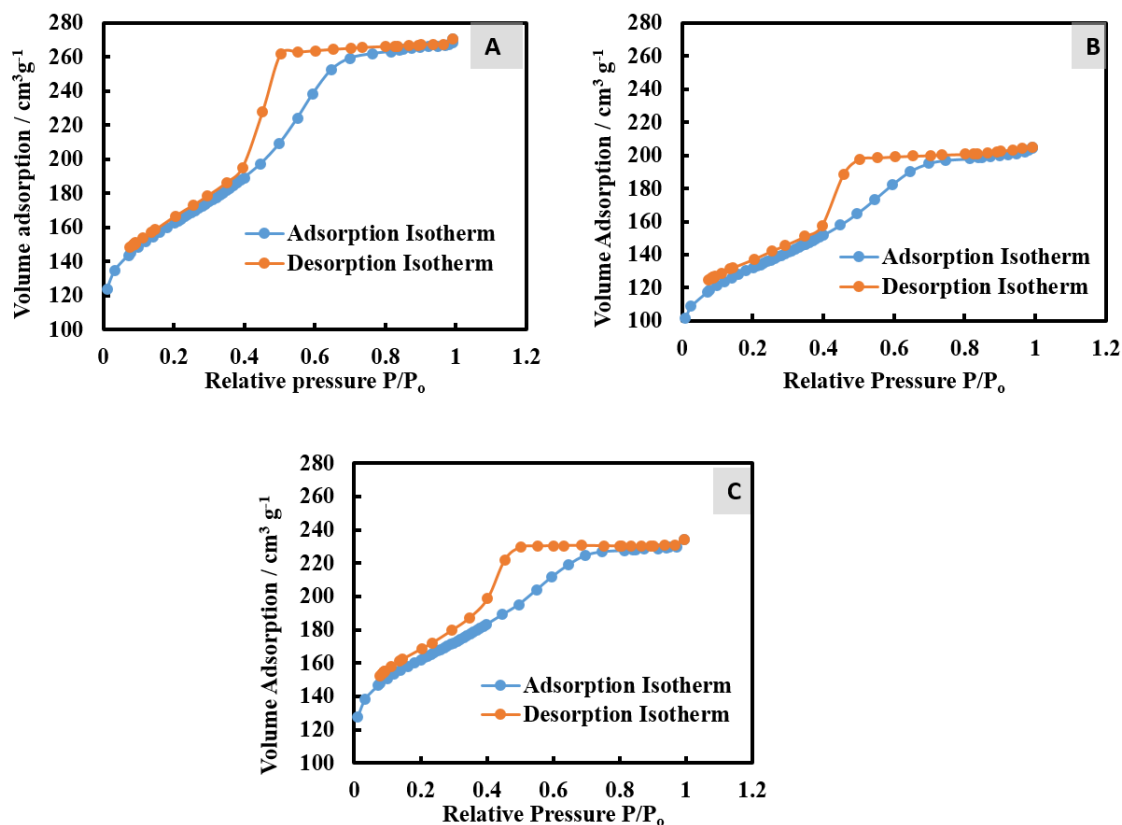 A
Volume adsorption / cm³g⁻¹
280
260
240
220
200
180
160
140
120
100
Adsorption Isotherm
Desorption Isotherm
0 0.2 0.4 0.6 0.8 1 1.2
Relative pressure P/Pₒ
B
Volume Adsorption / cm³ g⁻¹
280
260
240
220
200
180
160
140
120
100
Adsorption Isotherm
Desorption Isotherm
0 0.2 0.4 0.6 0.8 1 1.2
Relative Pressure P/Pₒ
C
Volume Adsorption / cm³ g⁻¹
280
260
240
220
200
180
160
140
120
100
Adsorption Isotherm
Desorption Isotherm
0 0.2 0.4 0.6 0.8 1 1.2
Relative Pressure P/Pₒ